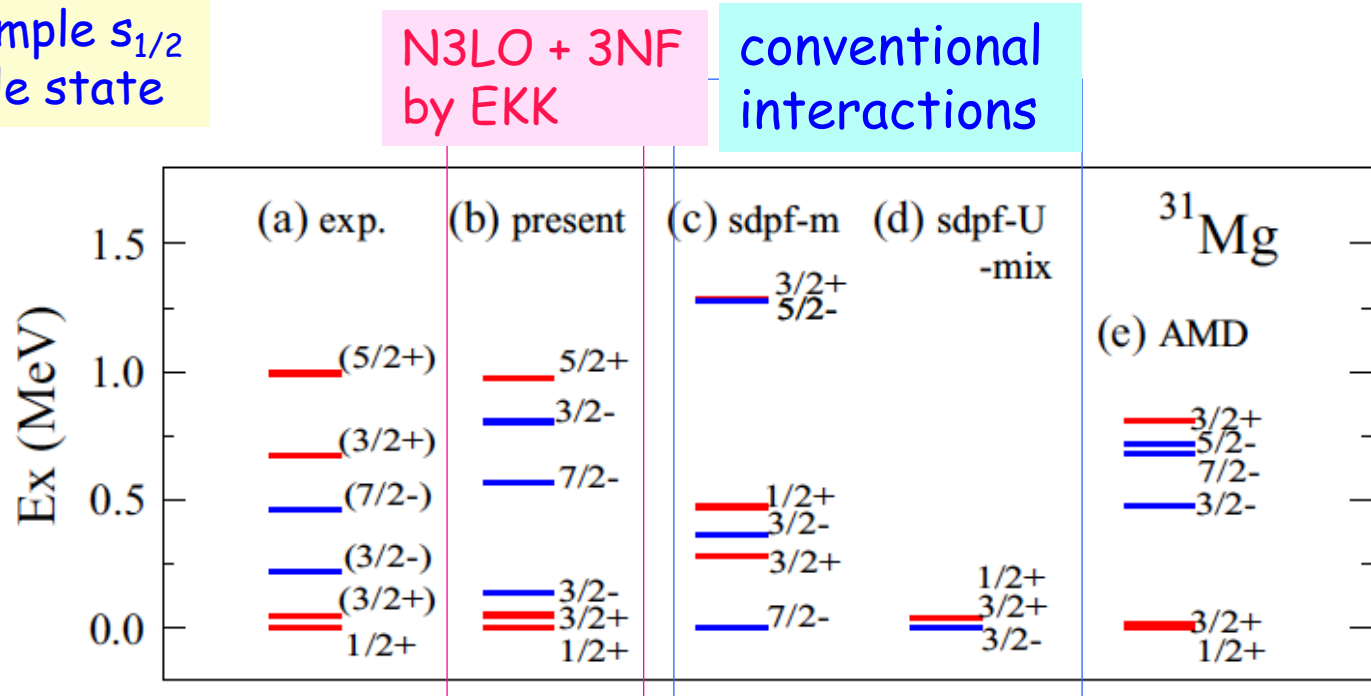 s1/2
state
N3LO + 3NF
by EKK
conventional
interactions
(a) exp.
(b) present
(c) sdpf-m
(d) sdpf-U
-mix
31Mg
(e) AMD
Ex (MeV)
1.5
1.0
0.5
0.0
(5/2+)
(3/2+)
(7/2-)
(3/2-)
(3/2+)
1/2+
5/2+
3/2-
7/2-
3/2-
3/2+
1/2+
3/2+
5/2-
1/2+
3/2-
3/2+
7/2-
1/2+
3/2+
3/2-
3/2+
5/2-
7/2-
3/2-
3/2+
1/2+